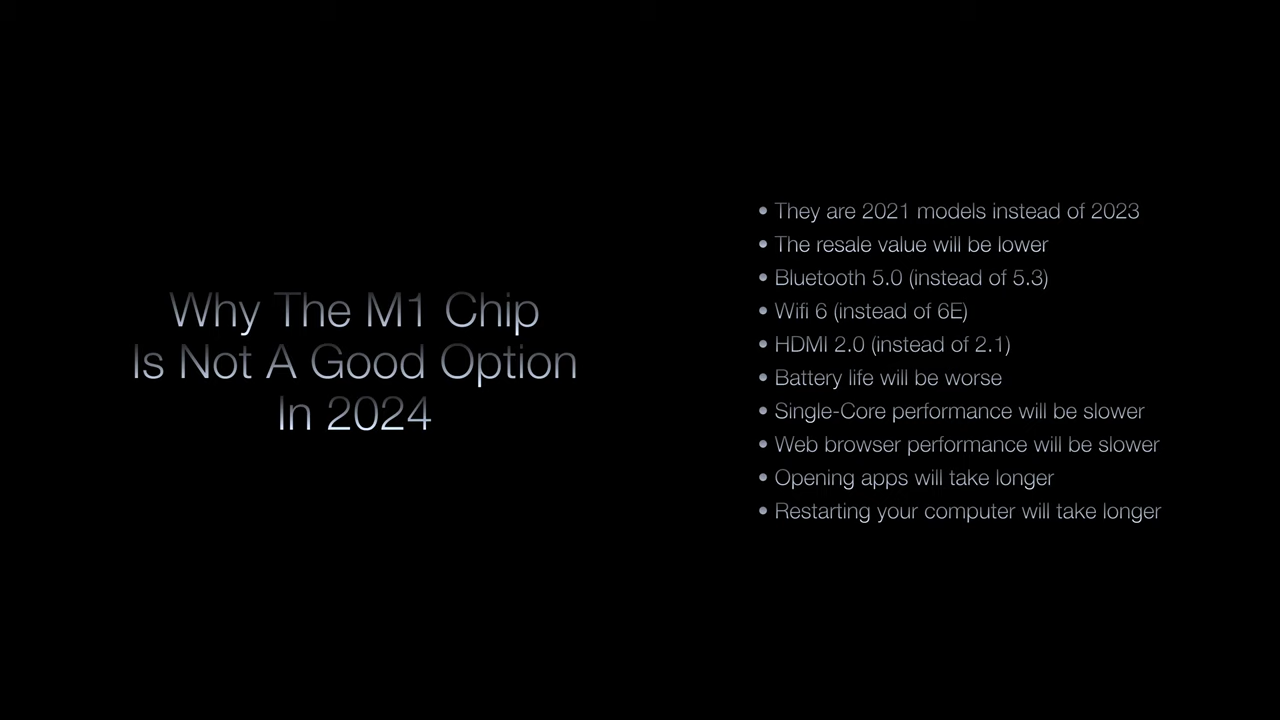 Why The M1 Chip
Is Not A Good Option
In 2024
• They are 2021 models instead of 2023
• The resale value will be lower
• Bluetooth 5.0 (instead of 5.3)
• Wifi 6 (instead of 6E)
• HDMI 2.0 (instead of 2.1)
• Battery life will be worse
• Single-Core performance will be slower
• Web browser performance will be slower
• Opening apps will take longer
• Restarting your computer will take longer